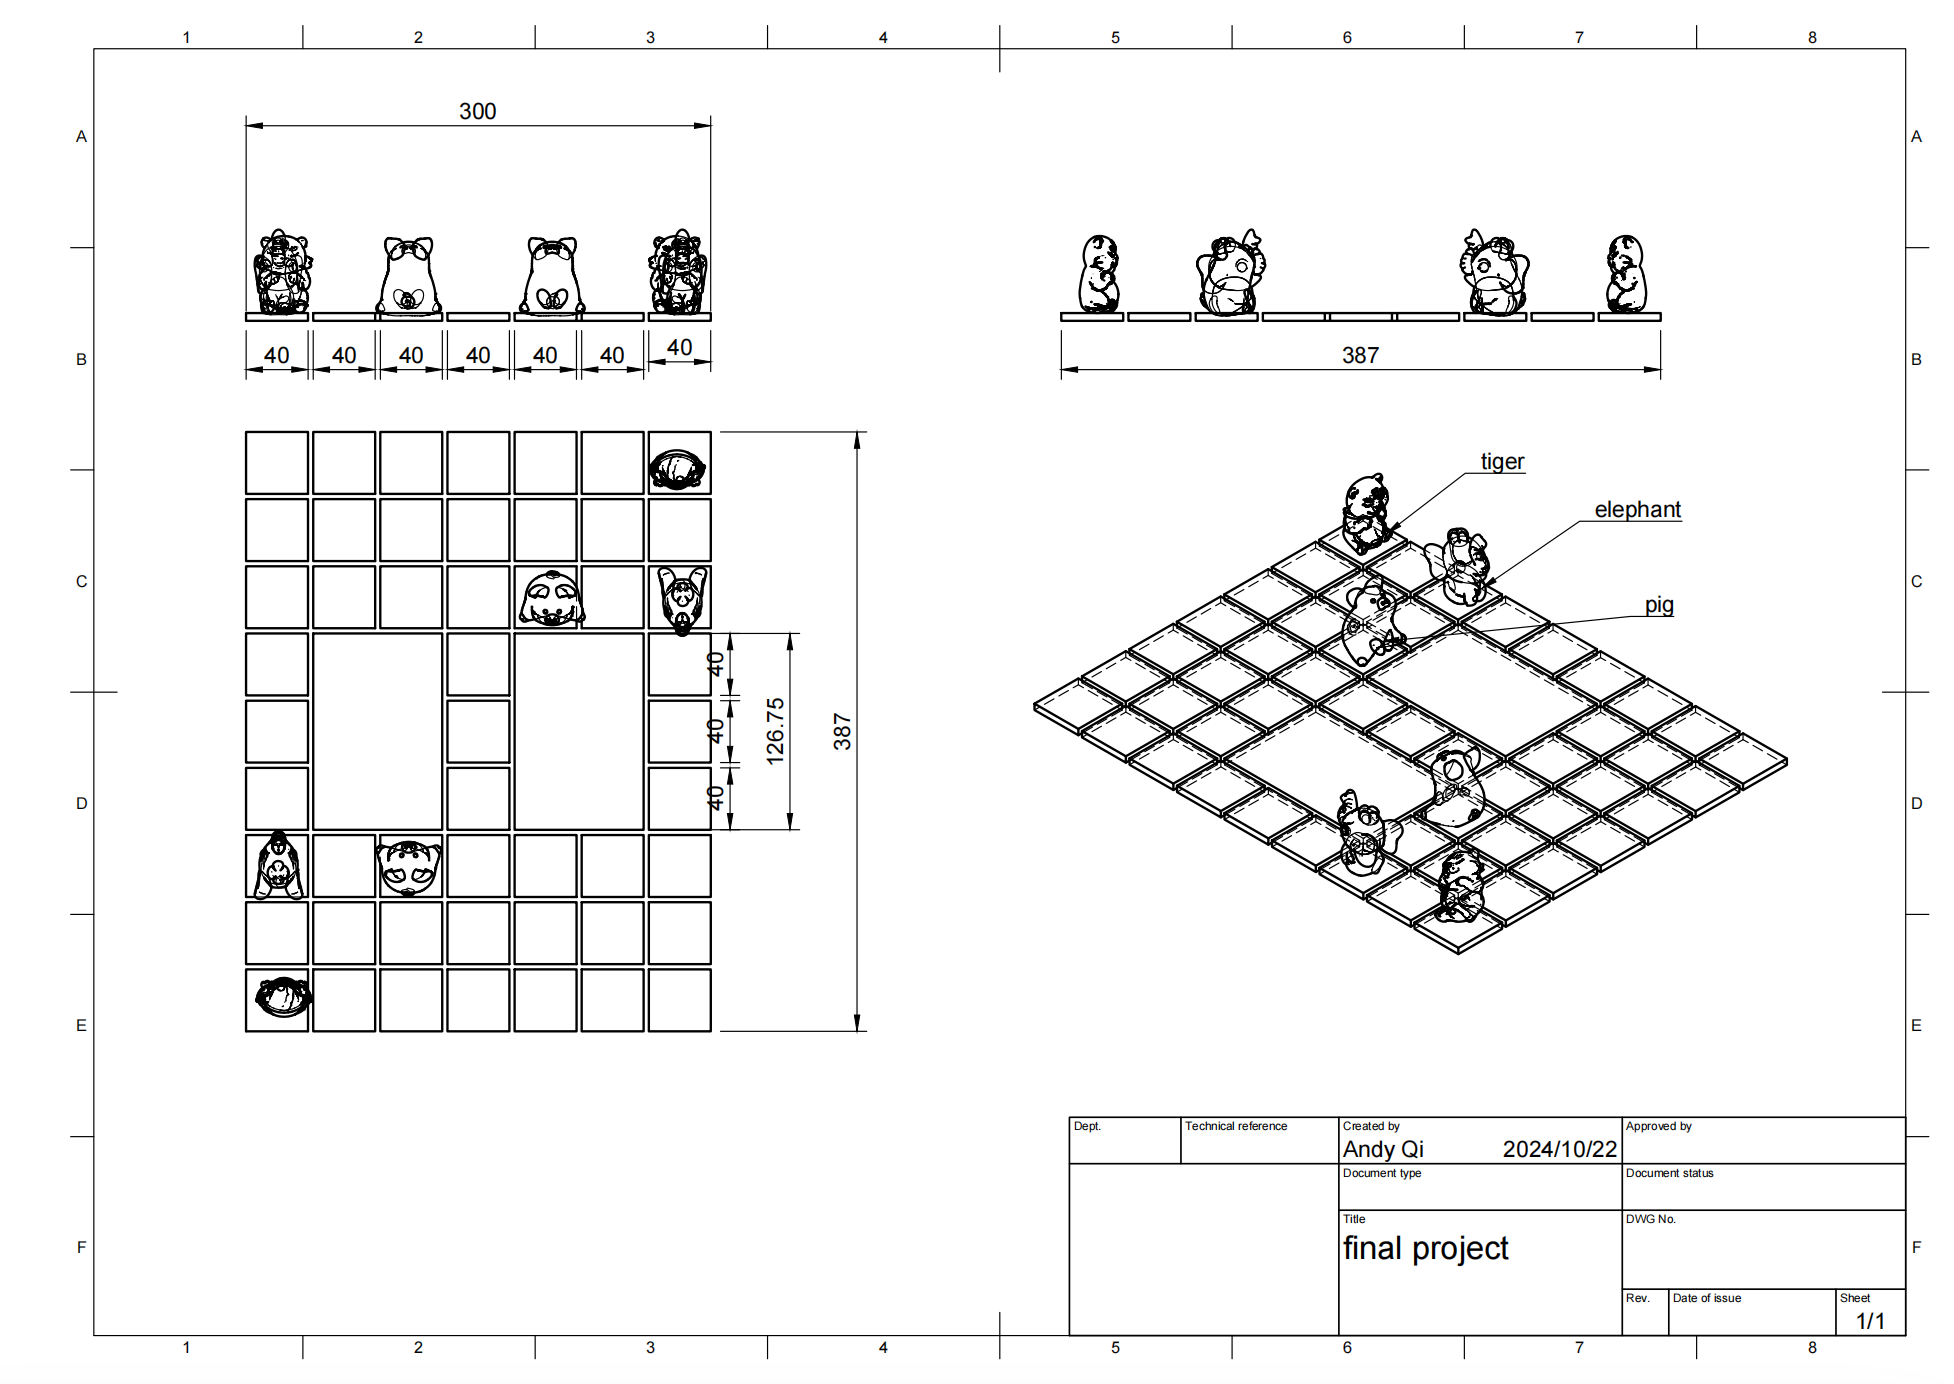 1 2 3 4 5 6 7 8
A A
300
B B
40 40 40 40 40 40 40
387
tiger
elephant
pig
C C
40
40
40
126.75
387
D D
E E
Dept. Technical reference Created by Approved by
Andy Qi 2024/10/22
Document type Document status
Title DWG No.
final project
F F
Rev. Date of issue Sheet
1/1
1 2 3 4 5 6 7 8